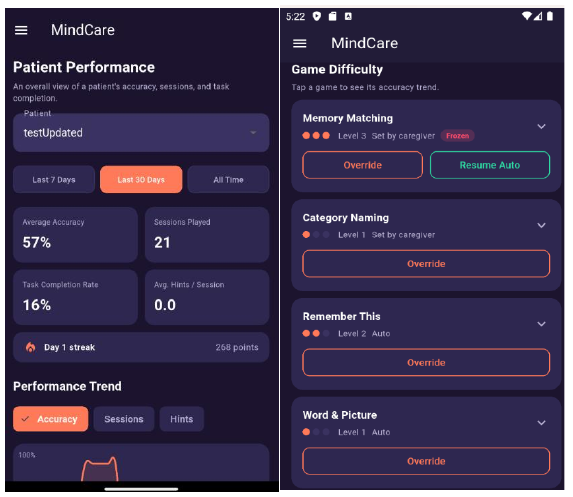 MindCare
Patient Performance
An overall view of a patient's accuracy, sessions, and task
completion.
Patient
testUpdated
Last 7 Days
Last 30 Days
All Time
Average Accuracy
57%
Sessions Played
21
Task Completion Rate
16%
Avg. Hints / Session
0.0
Day 1 streak
268 points
Performance Trend
Accuracy
Sessions
Hints
100%
5:22
MindCare
Game Difficulty
Tap a game to see its accuracy trend.
Memory Matching
Level 3 Set by caregiver Frozen
Override
Resume Auto
Category Naming
Level 1 Set by caregiver
Override
Remember This
Level 2 Auto
Override
Word & Picture
Level 1 Auto
Override